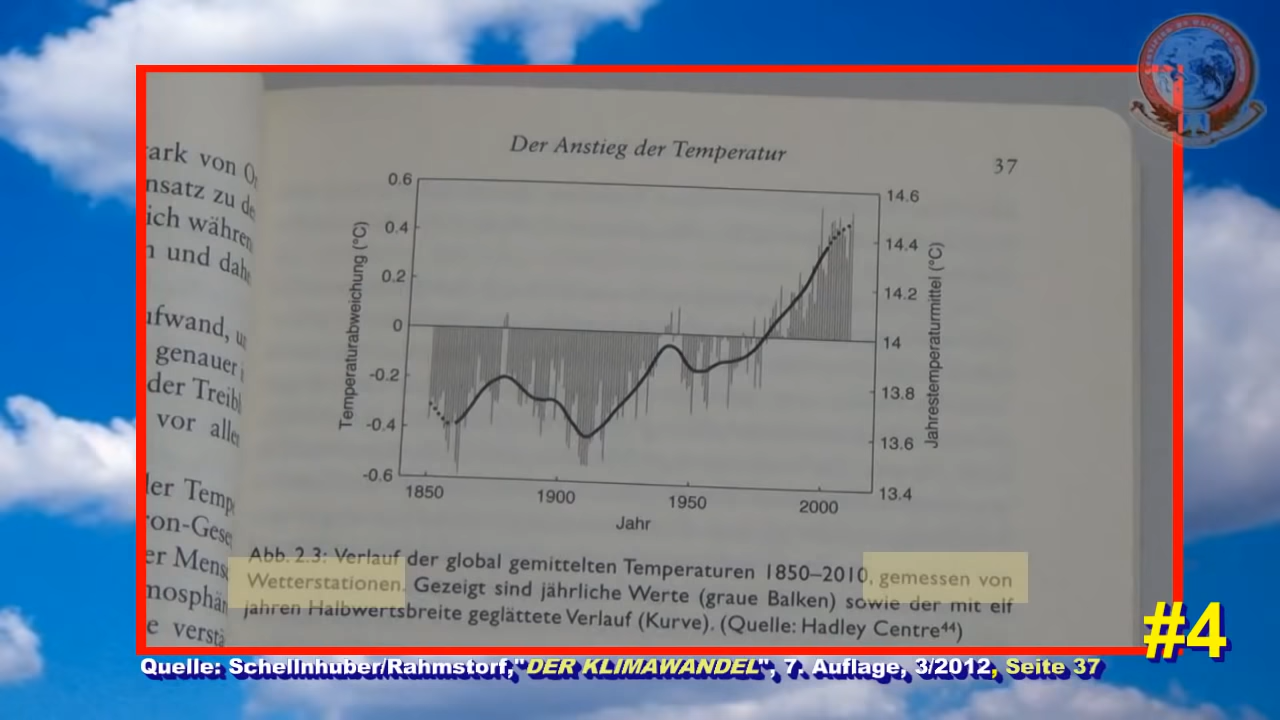 Der Anstieg der Temperatur
37
ark von
nsatz zu de
ich währen
n und dah
ufwand, u
genauer
der Treib
vor alle
ler Temp
ron-Gese
er Mens
mosphär
e verstä
Temperaturabweichung (°C)
0.6
0.4
0.2
0
-0.2
-0.4
-0.6
14.6
14.4
14.2
14
13.8
13.6
13.4
Jahrestemperaturmittel (°C)
1850 1900 1950 2000
Jahr
Abb. 2.3: Verlauf der global gemittelten Temperaturen 1850–2010, gemessen von
Wetterstationen. Gezeigt sind jährliche Werte (graue Balken) sowie der mit elf
Jahren Halbwertsbreite geglättete Verlauf (Kurve). (Quelle: Hadley Centre⁴⁴)
#4
Quelle: Schellnhuber/Rahmstorf,"DER KLIMAWANDEL", 7. Auflage, 3/2012, Seite 37